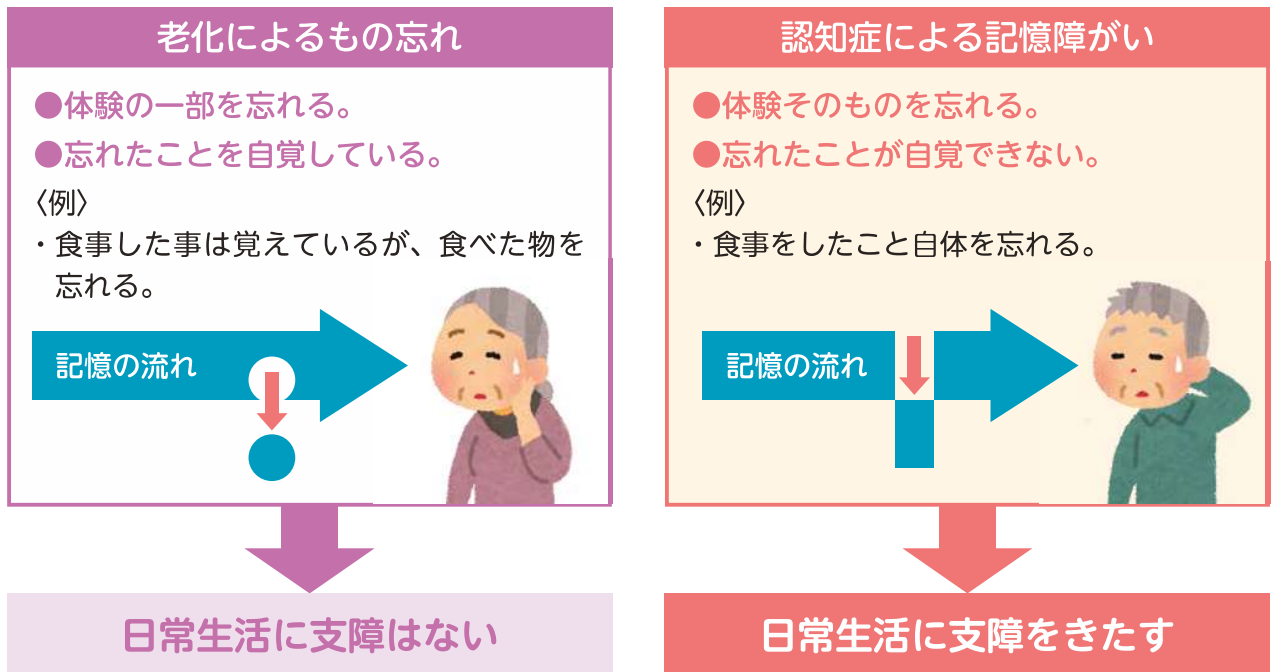 老化によるもの忘れ
●体験の一部を忘れる。
●忘れたことを自覚している。
〈例〉
・食事した事は覚えているが、食べた物を
忘れる。
記憶の流れ
日常生活に支障はない
認知症による記憶障がい
●体験そのものを忘れる。
●忘れたことが自覚できない。
〈例〉
・食事をしたこと自体を忘れる。
記憶の流れ
日常生活に支障をきたす